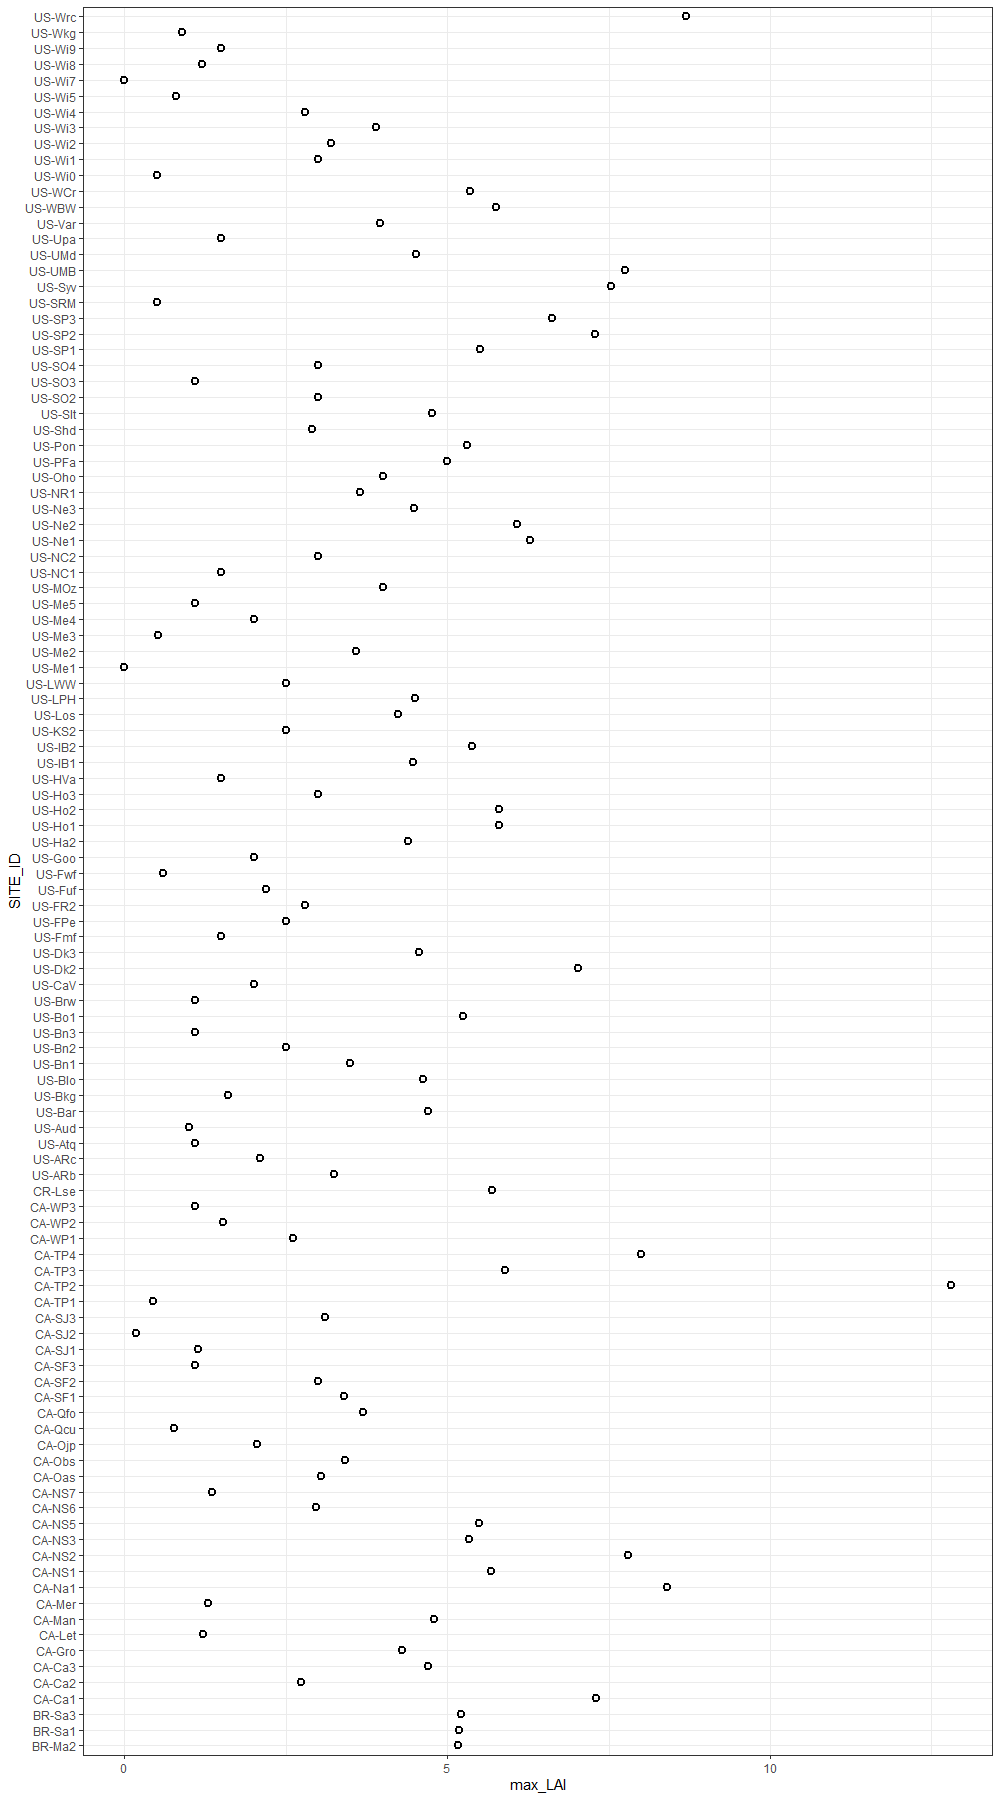 US-Wrc
US-Wkg
US-Wi9
US-Wi8
US-Wi7
US-Wi5
US-Wi4
US-Wi3
US-Wi2
US-Wi1
US-Wi0
US-WCr
US-WBW
US-Var
US-Upa
US-UMd
US-UMB
US-Syv
US-SRM
US-SP3
US-SP2
US-SP1
US-SO4
US-SO3
US-SO2
US-Slt
US-Shd
US-Pon
US-PFa
US-Oho
US-NR1
US-Ne3
US-Ne2
US-Ne1
US-NC2
US-NC1
US-MOz
US-Me5
US-Me4
US-Me3
US-Me2
US-Me1
US-LWW
US-LPH
US-Los
US-KS2
US-IB2
US-IB1
US-HVa
US-Ho3
US-Ho2
US-Ho1
US-Ha2
US-Goo
US-Fwf
US-Fuf
US-FR2
US-FPe
US-Fmf
US-Dk3
US-Dk2
US-CaV
US-Brw
US-Bo1
US-Bn3
US-Bn2
US-Bn1
US-Blo
US-Bkg
US-Bar
US-Aud
US-Atq
US-ARc
US-ARb
CR-Lse
CA-WP3
CA-WP2
CA-WP1
CA-TP4
CA-TP3
CA-TP2
CA-TP1
CA-SJ3
CA-SJ2
CA-SJ1
CA-SF3
CA-SF2
CA-SF1
CA-Qfo
CA-Qcu
CA-Ojp
CA-Obs
CA-Oas
CA-NS7
CA-NS6
CA-NS5
CA-NS3
CA-NS2
CA-NS1
CA-Na1
CA-Mer
CA-Man
CA-Let
CA-Gro
CA-Ca3
CA-Ca2
CA-Ca1
BR-Sa3
BR-Sa1
BR-Ma2
SITE_ID
0 5 10
max_LAI